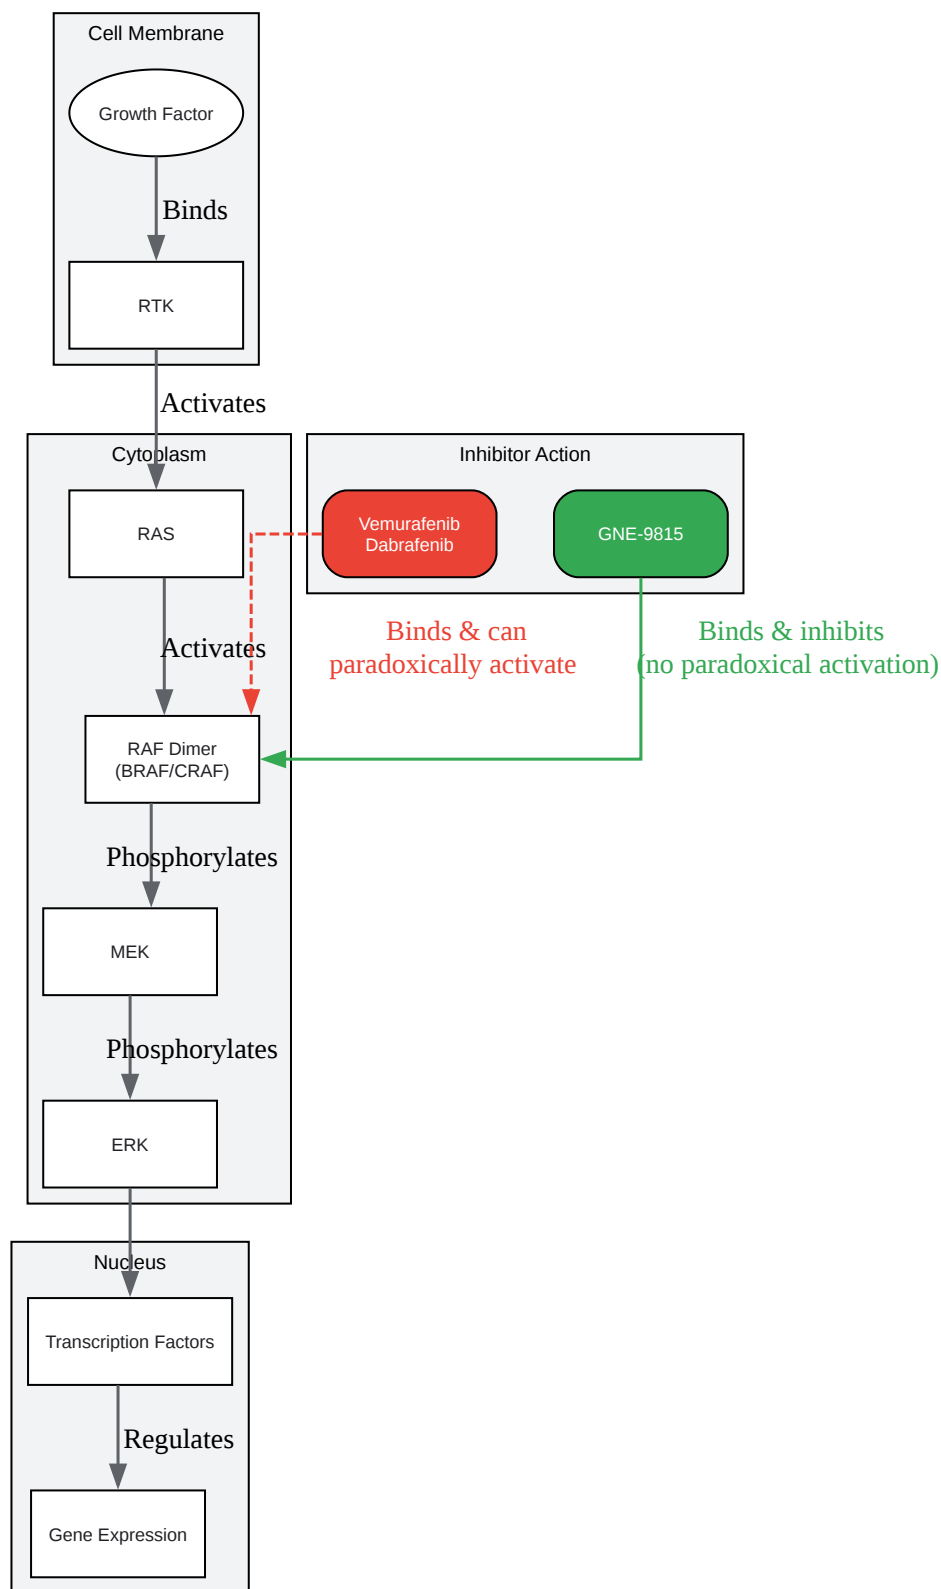 Cell Membrane
Growth Factor
Binds
RTK
Activates
Cytoplasm
Inhibitor Action
RAS
Vemurafenib
Dabrafenib
GNE-9815
Activates
Binds & can
paradoxically activate
Binds & inhibits
(no paradoxical activation)
RAF Dimer
(BRAF/CRAF)
Phosphorylates
MEK
Phosphorylates
ERK
Nucleus
Transcription Factors
Regulates
Gene Expression